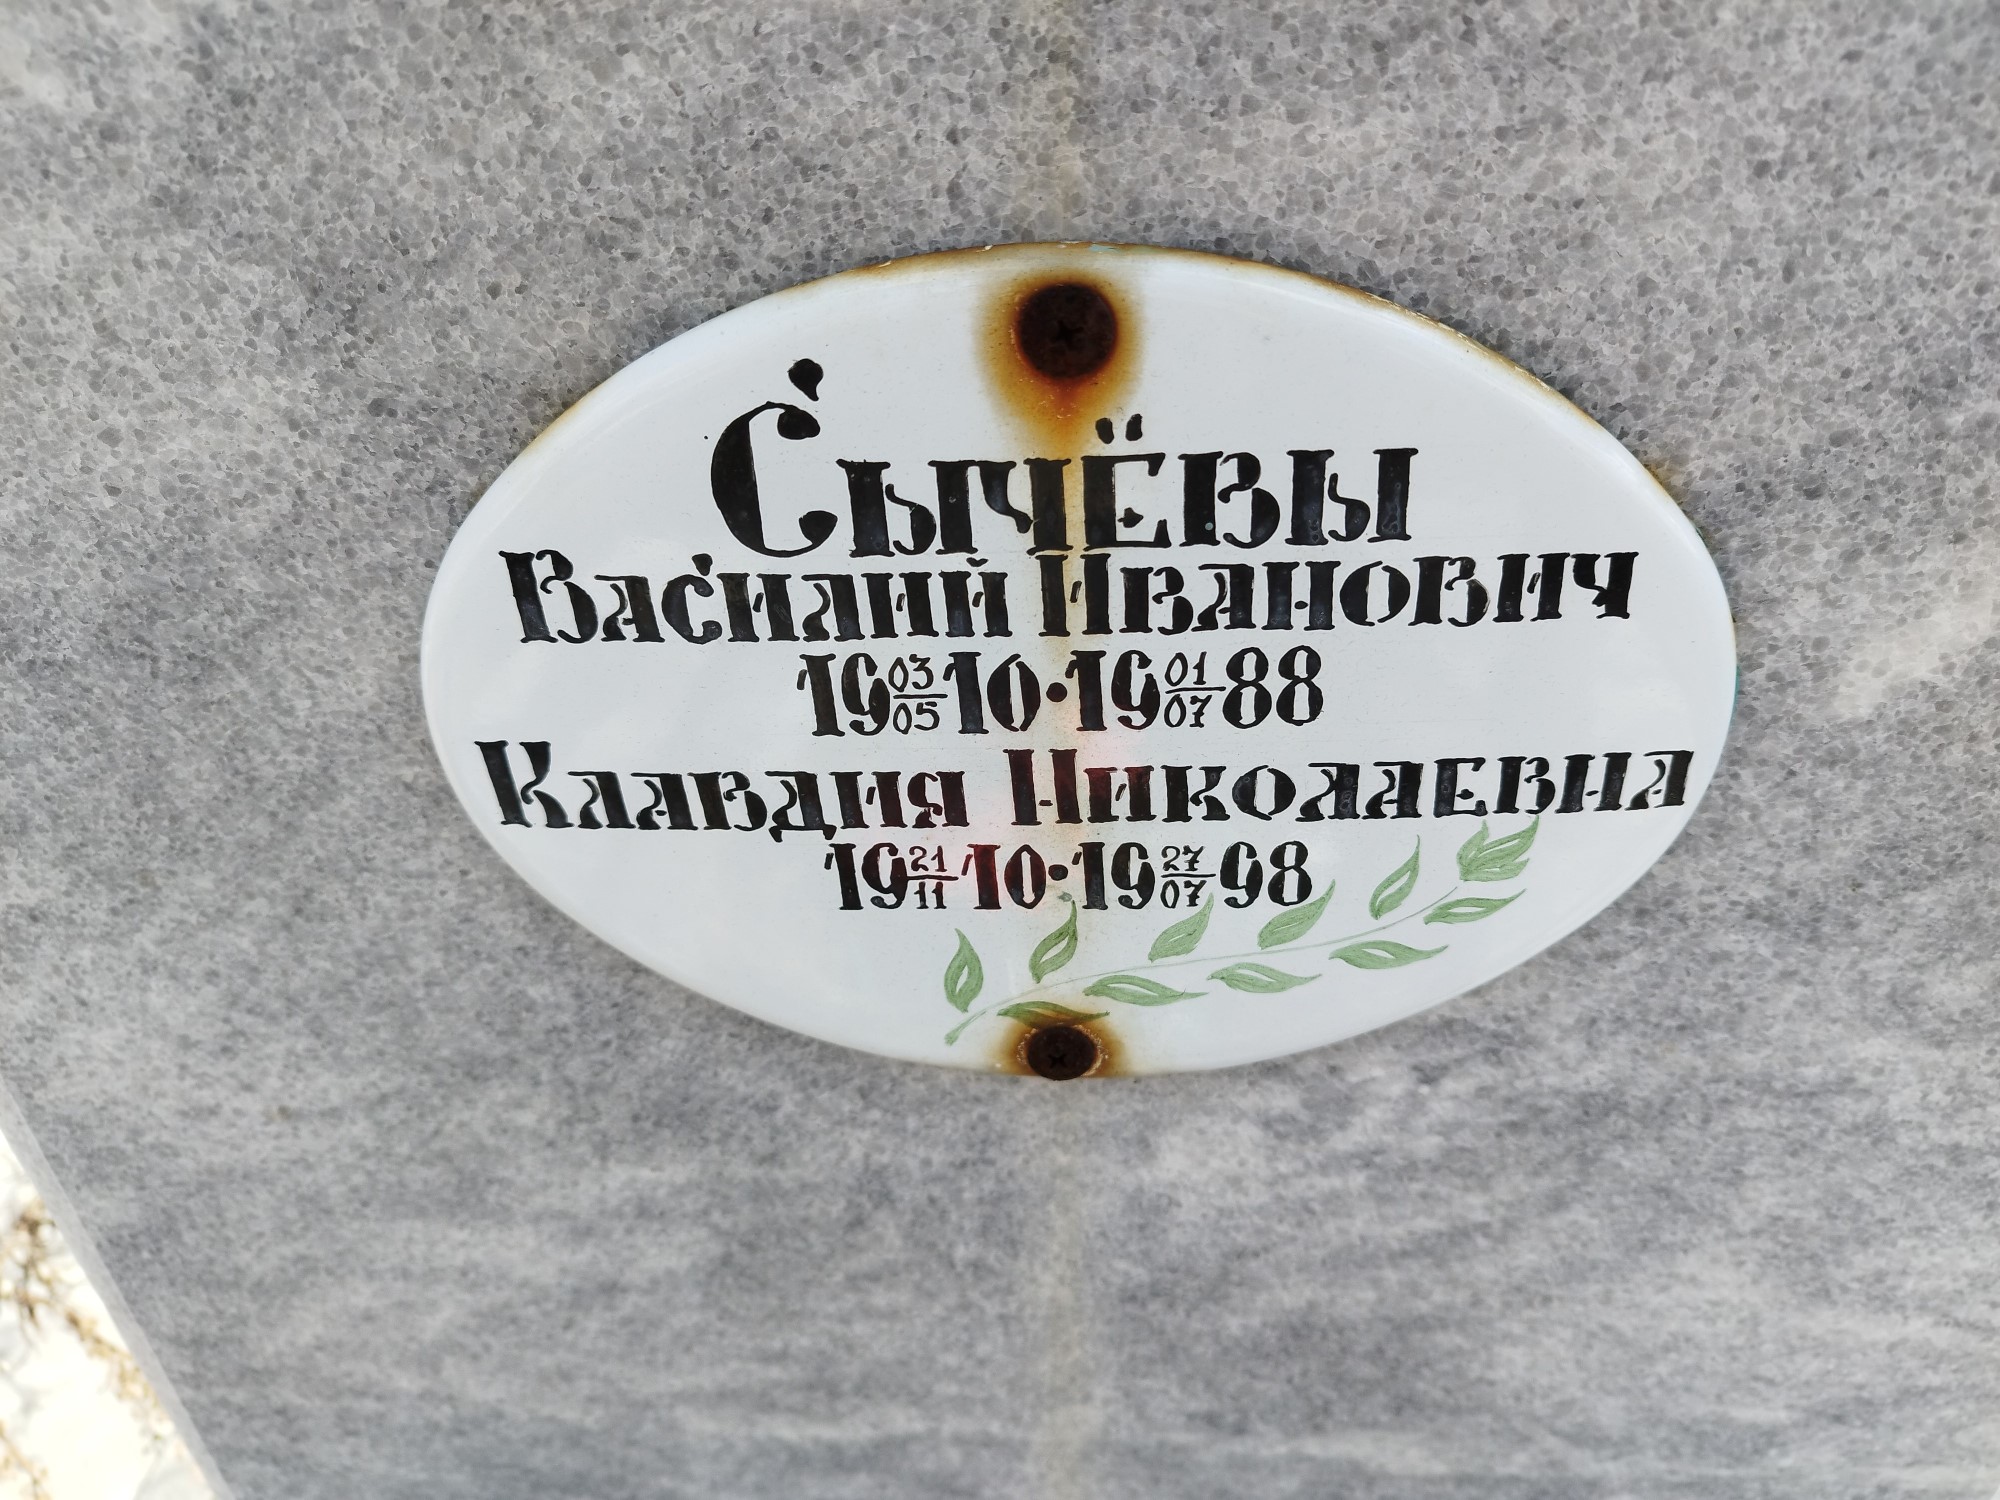 Сычёвы
Василий Иванович
19 03/05 10 · 19 01/07 88
Клавдия Николаевна
19 21/11 10 · 19 27/07 98